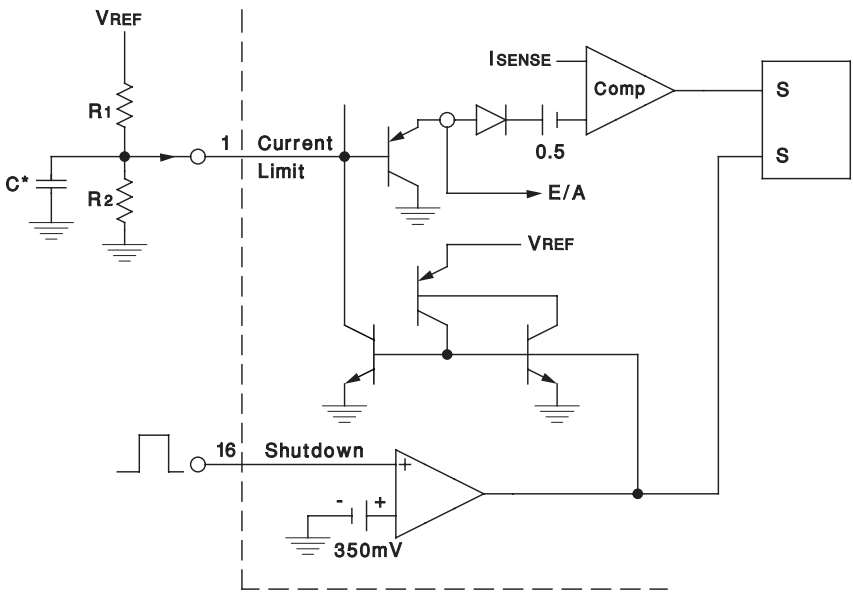 VREF
R1
ISENSE
Comp
S
1
Current
Limit
0.5
S
C*
R2
E/A
VREF
16
Shutdown
+
-
+
350mV